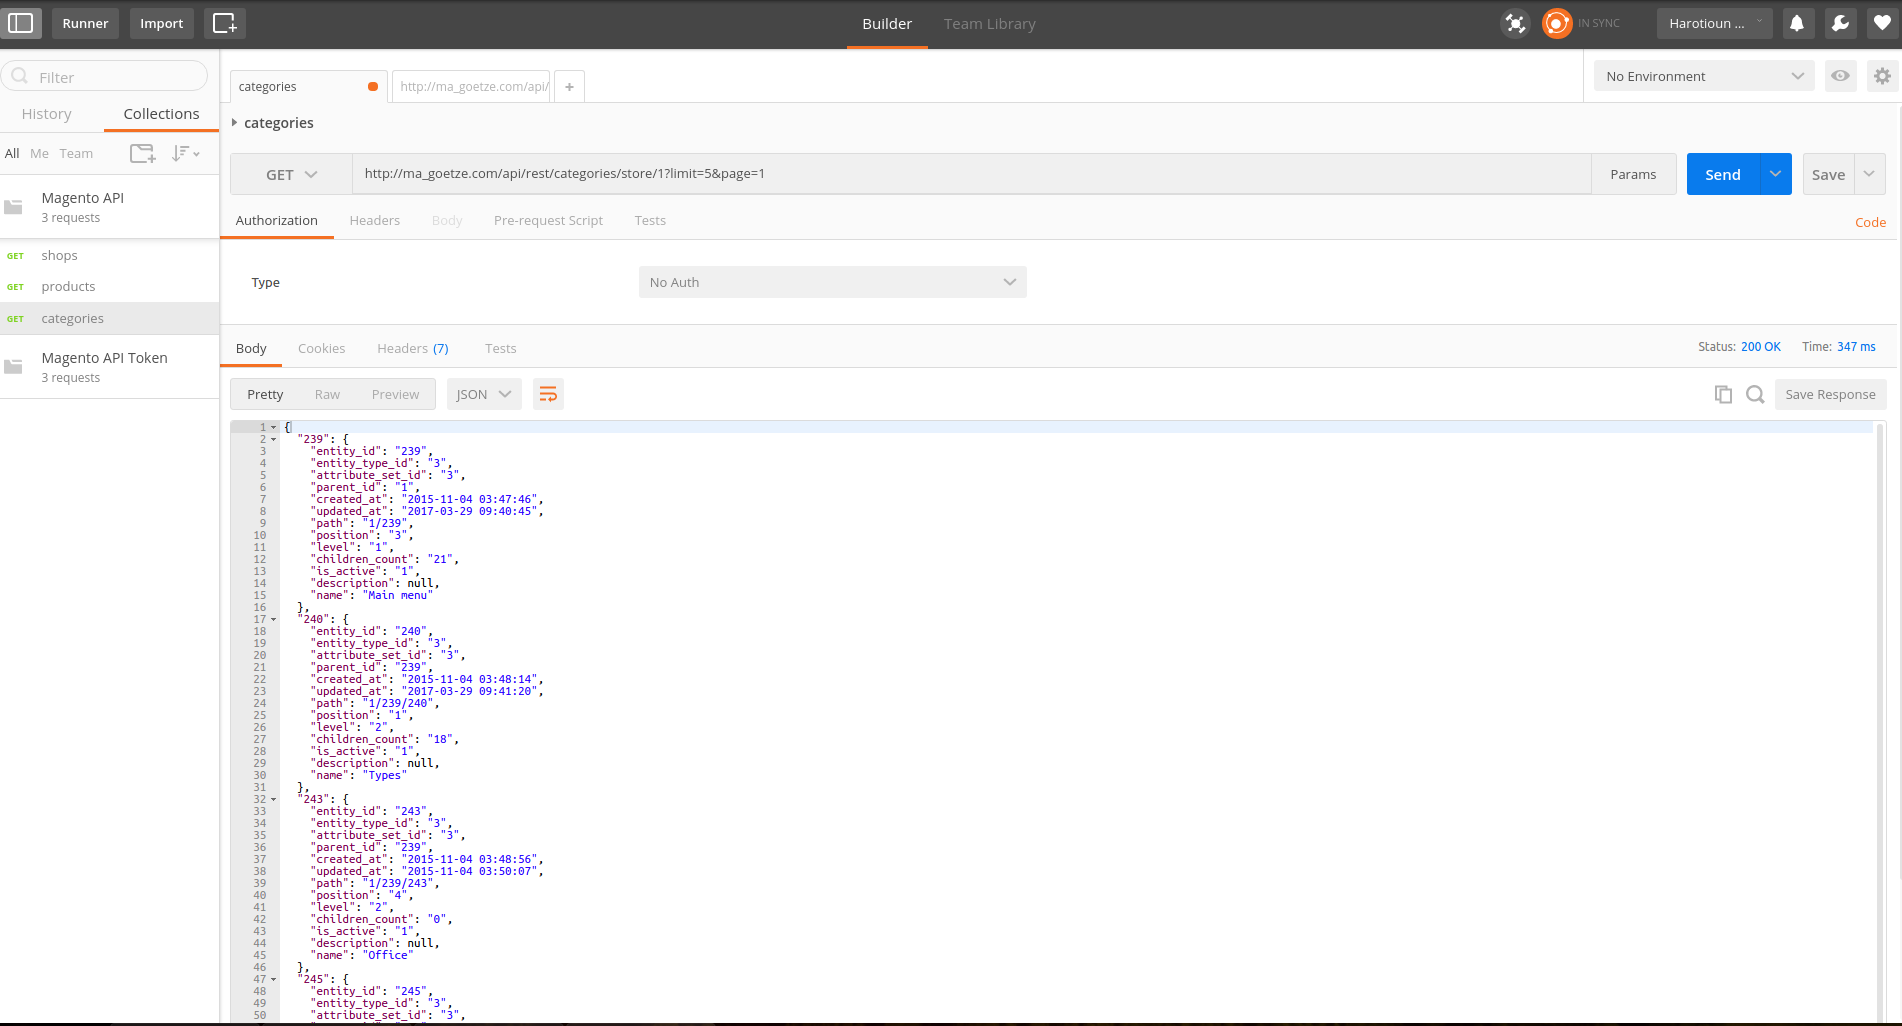 Runner Import Builder Team Library IN SYNC Harotioun ...
Filter
History Collections
All Me Team
Magento API
3 requests
GET shops
GET products
GET categories
Magento API Token
3 requests
categories http://ma_goetze.com/api/ +
No Environment
categories
GET http://ma_goetze.com/api/rest/categories/store/1?limit=5&page=1 Params Send Save
Authorization Headers Body Pre-request Script Tests Code
Type No Auth
Body Cookies Headers (7) Tests Status: 200 OK Time: 347 ms
Pretty Raw Preview JSON Save Response
1 {
2 "239": {
3 "entity_id": "239",
4 "entity_type_id": "3",
5 "attribute_set_id": "3",
6 "parent_id": "1",
7 "created_at": "2015-11-04 03:47:46",
8 "updated_at": "2017-03-29 09:40:45",
9 "path": "1/239",
10 "position": "3",
11 "level": "1",
12 "children_count": "21",
13 "is_active": "1",
14 "description": null,
15 "name": "Main menu"
16 },
17 "240": {
18 "entity_id": "240",
19 "entity_type_id": "3",
20 "attribute_set_id": "3",
21 "parent_id": "239",
22 "created_at": "2015-11-04 03:48:14",
23 "updated_at": "2017-03-29 09:41:20",
24 "path": "1/239/240",
25 "position": "1",
26 "level": "2",
27 "children_count": "18",
28 "is_active": "1",
29 "description": null,
30 "name": "Types"
31 },
32 "243": {
33 "entity_id": "243",
34 "entity_type_id": "3",
35 "attribute_set_id": "3",
36 "parent_id": "239",
37 "created_at": "2015-11-04 03:48:56",
38 "updated_at": "2015-11-04 03:50:07",
39 "path": "1/239/243",
40 "position": "4",
41 "level": "2",
42 "children_count": "0",
43 "is_active": "1",
44 "description": null,
45 "name": "Office"
46 },
47 "245": {
48 "entity_id": "245",
49 "entity_type_id": "3",
50 "attribute_set_id": "3",